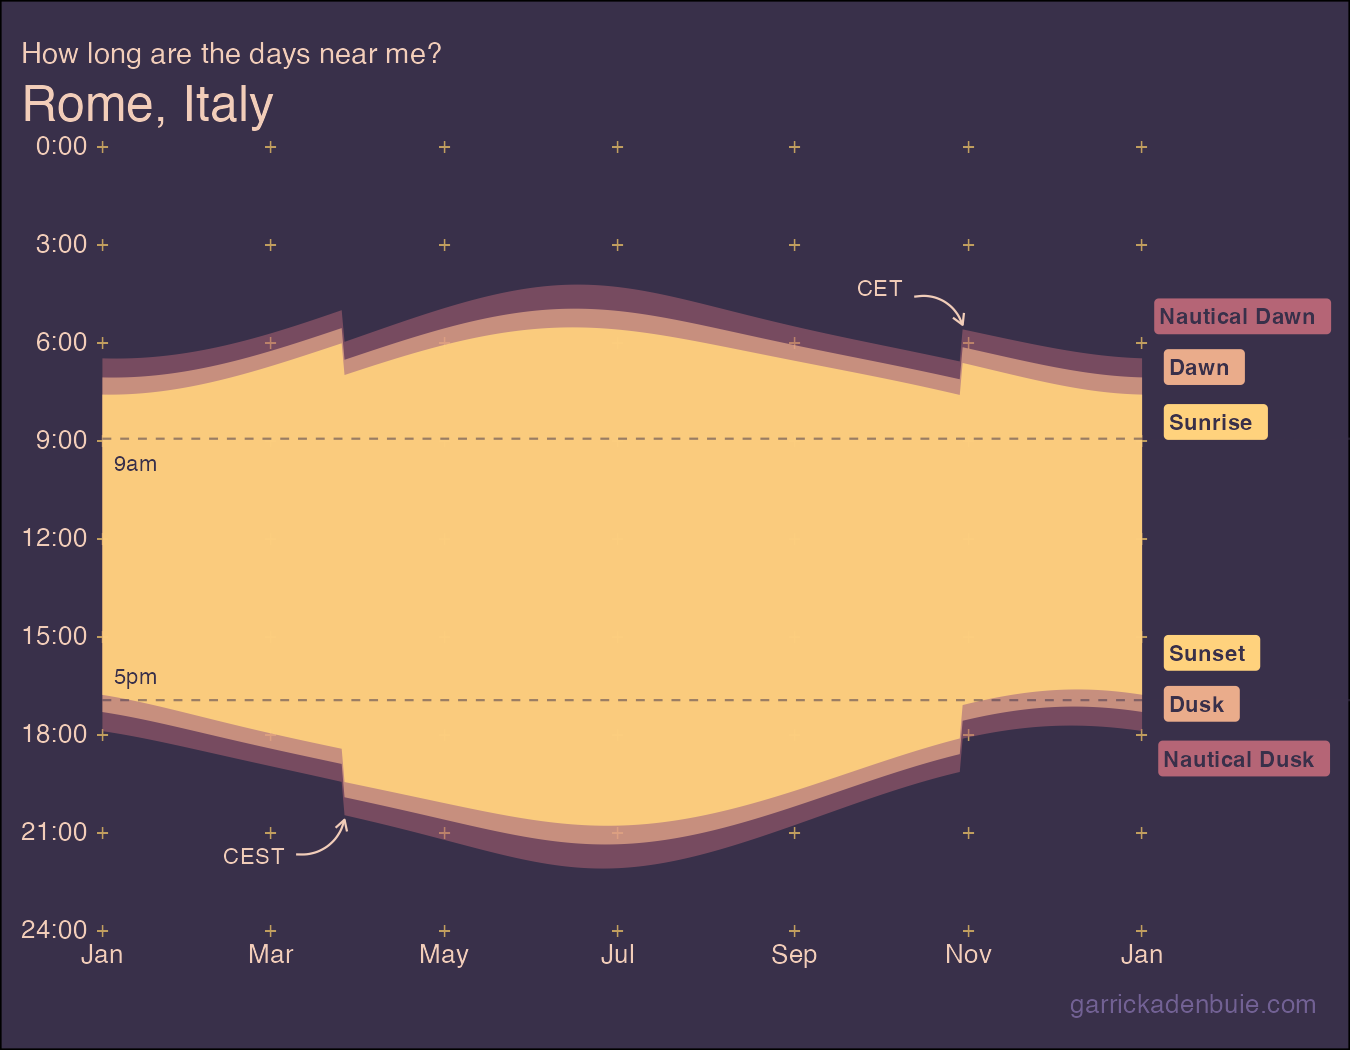 How long are the days near me?
Rome, Italy
0:00
3:00
CET
Nautical Dawn
6:00
Dawn
Sunrise
9:00
9am
12:00
15:00
Sunset
5pm
Dusk
18:00
Nautical Dusk
21:00
CEST
24:00
Jan Mar May Jul Sep Nov Jan
garrickadenbuie.com